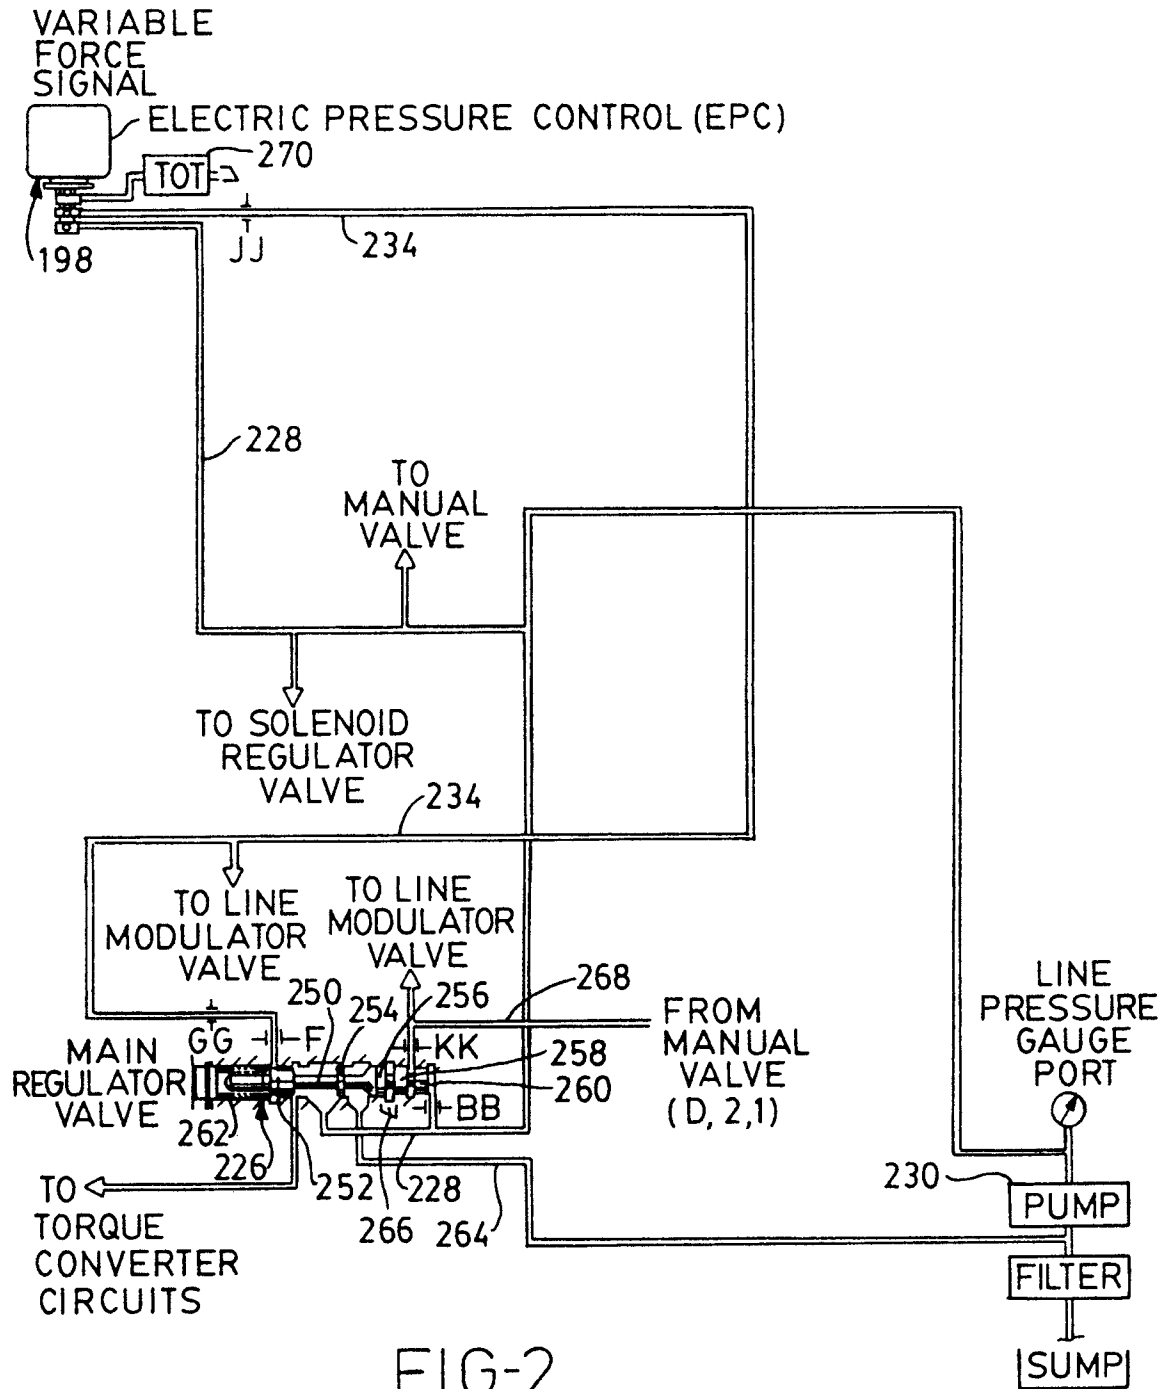 VARIABLE
FORCE
SIGNAL
ELECTRIC PRESSURE CONTROL (EPC)
270
TOT
198
JJ
234
228
TO
MANUAL
VALVE
TO SOLENOID
REGULATOR
VALVE
234
TO LINE
MODULATOR
VALVE
TO LINE
MODULATOR
VALVE
250
254
256
268
FROM
MANUAL
VALVE
(D, 2, 1)
LINE
PRESSURE
GAUGE
PORT
GG
F
KK
258
260
BB
MAIN
REGULATOR
VALVE
262
226
252
228
266
264
230
PUMP
FILTER
SUMP
TO
TORQUE
CONVERTER
CIRCUITS
FIG-2